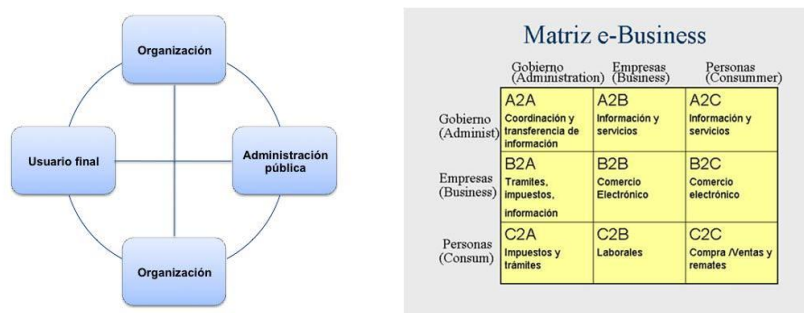 Organización
Usuario final
Administración
pública
Organización
Matriz e-Business
Gobierno
(Administration)
Empresas
(Business)
Personas
(Consummer)
Gobierno
(Administ)
A2A
Coordinación y
transferencia de
información
A2B
Información y
servicios
A2C
Información y
servicios
Empresas
(Business)
B2A
Tramites,
impuestos,
información
B2B
Comercio
Electrónico
B2C
Comercio
electrónico
Personas
(Consum)
C2A
Impuestos y
trámites
C2B
Laborales
C2C
Compra /Ventas y
remates